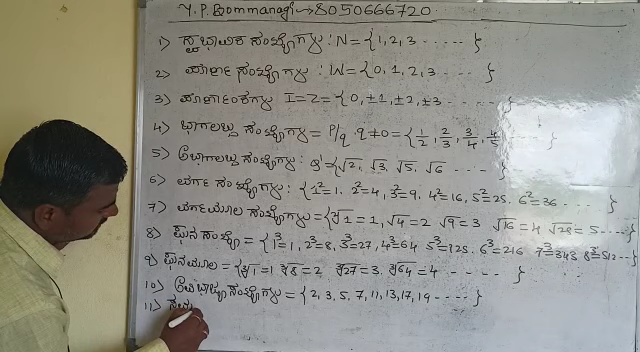 Y.P.Bommanagi→8050666720
1) ಸ್ವಾಭಾವಿಕ ಸಂಖ್ಯೆಗಳು : N = {1, 2, 3 ----- }
2) ಪೂರ್ಣ ಸಂಖ್ಯೆಗಳು : W = {0, 1, 2, 3 ---- }
3) ಪೂರ್ಣಾಂಕಗಳು I = Z = {0, ±1, ±2, ±3 ----- }
4) ಭಾಗಲಬ್ಧ ಸಂಖ್ಯೆಗಳು = P/q q≠0 = {1/2, 2/3, 3/4, 4/5 ---- }
5) ಅಭಾಗಲಬ್ಧ ಸಂಖ್ಯೆಗಳು : {√2, √3, √5, √6 ---- }
6) ವರ್ಗ ಸಂಖ್ಯೆಗಳು : {1²=1, 2²=4, 3²=9, 4²=16, 5²=25, 6²=36 ---- }
7) ವರ್ಗಮೂಲ ಸಂಖ್ಯೆಗಳು = {√1 = 1, √4 = 2 √9 = 3 √16 = 4 √25 = 5 ---- }
8) ಘನ ಸಂಖ್ಯೆ = {1³=1, 2³=8, 3³=27, 4³=64 5³=125, 6³=216 7³=343 8³=512 -- }
9) ಘನಮೂಲ = {∛1 = 1 ∛8 = 2 ∛27 = 3, ∛64 = 4 ----- }
10) ಅವಿಭಾಜ್ಯ ಸಂಖ್ಯೆಗಳು = {2, 3, 5, 7, 11, 13, 17, 19 ----- }
11)